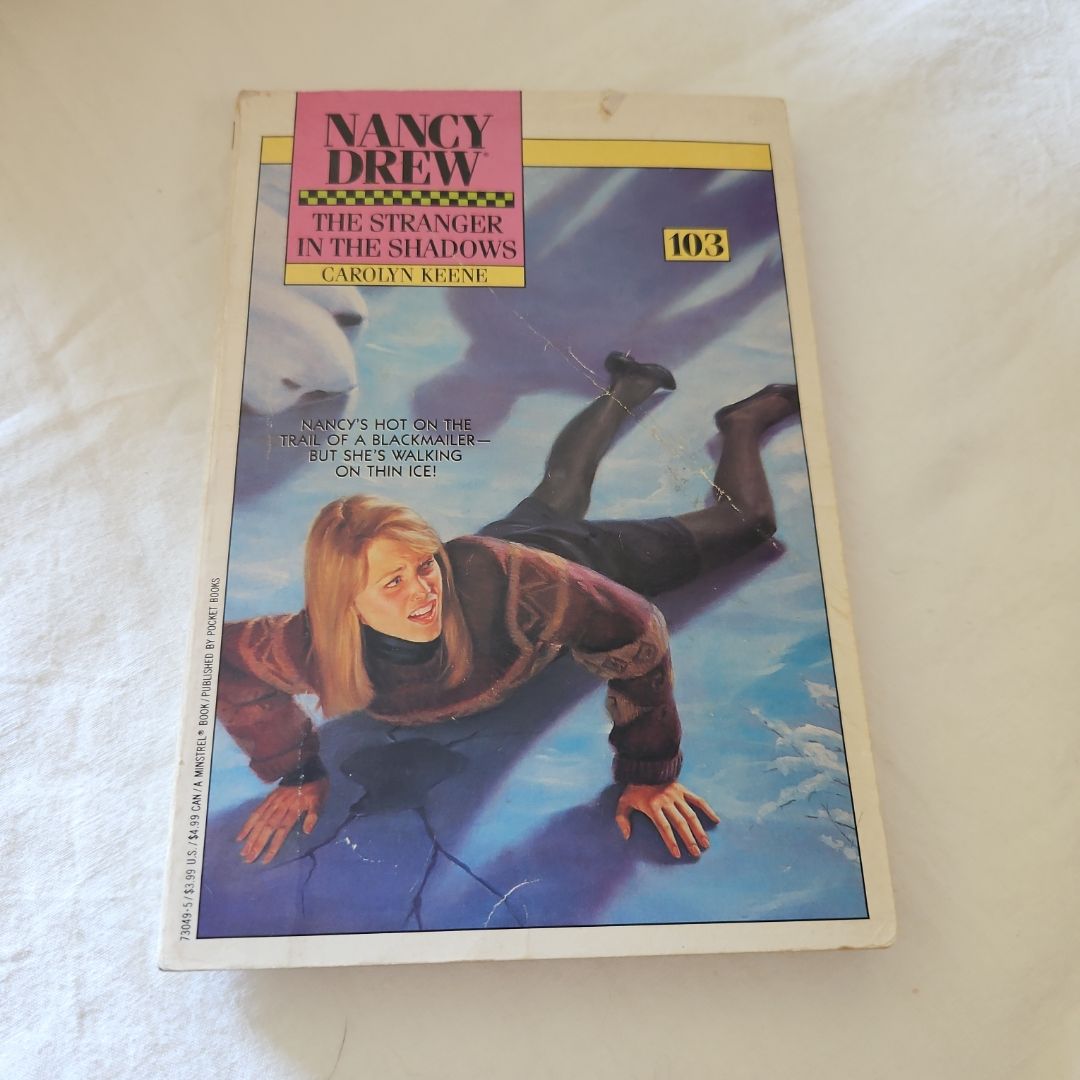 NANCY
DREW®
THE STRANGER
IN THE SHADOWS
CAROLYN KEENE
103
NANCY'S HOT ON THE
TRAIL OF A BLACKMAILER—
BUT SHE'S WALKING
ON THIN ICE!
73049-5/$3.99 U.S./$4.99 CAN/A MINSTREL® BOOK/PUBLISHED BY POCKET BOOKS